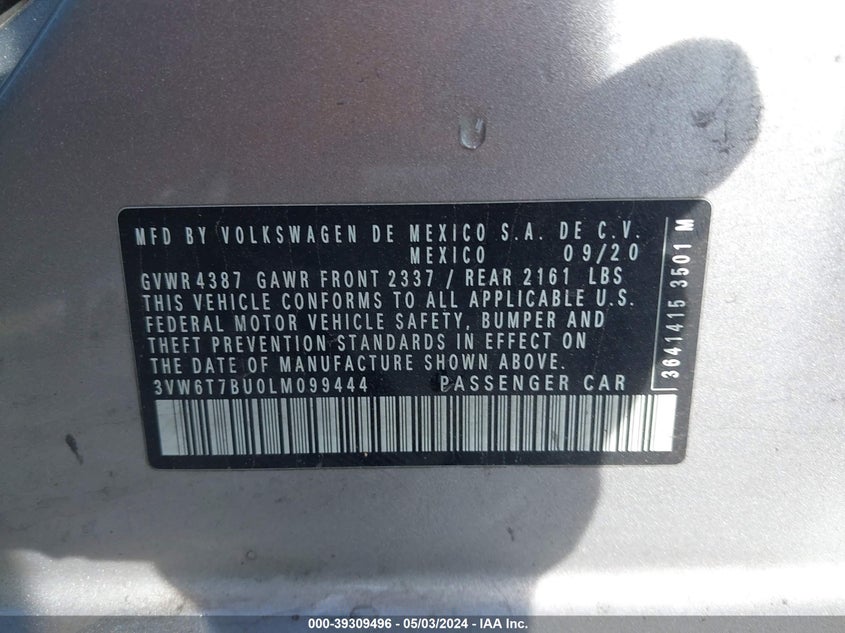 MFD BY VOLKSWAGEN DE MEXICO S.A. DE C.V.
MEXICO 09/20
GVWR 4387 GAWR FRONT 2337 / REAR 2161 LBS
THIS VEHICLE CONFORMS TO ALL APPLICABLE U.S.
FEDERAL MOTOR VEHICLE SAFETY, BUMPER AND
THEFT PREVENTION STANDARDS IN EFFECT ON
THE DATE OF MANUFACTURE SHOWN ABOVE.
3VW6T7BU0LM099444 PASSENGER CAR
3641415 3501 M
000-39309496 - 05/03/2024 - IAA Inc.